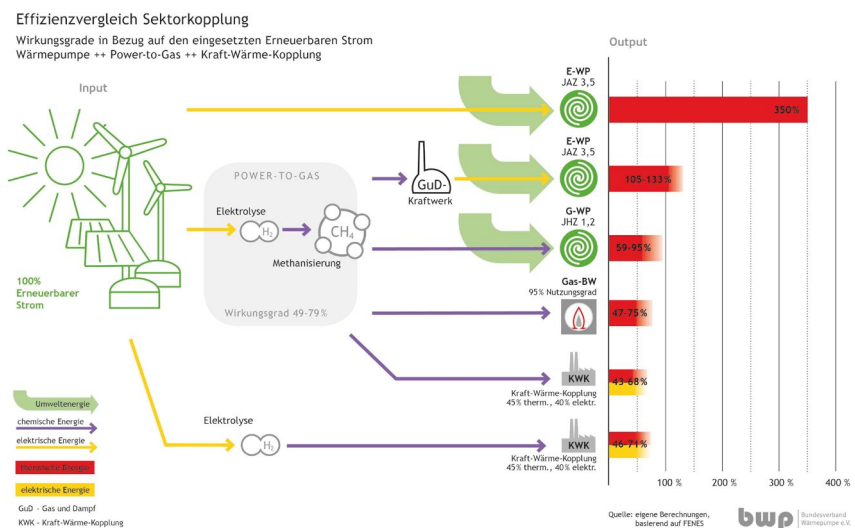 Effizienzvergleich Sektorkopplung
Wirkungsgrade in Bezug auf den eingesetzten Erneuerbaren Strom
Wärmepumpe ++ Power-to-Gas ++ Kraft-Wärme-Kopplung
Input
Output
E-WP
JAZ 3,5
350%
E-WP
JAZ 3,5
105-133%
POWER-TO-GAS
GuD-
Kraftwerk
Elektrolyse
H2
CH4
Methanisierung
G-WP
JHZ 1,2
59-95%
100%
Erneuerbarer
Strom
Wirkungsgrad 49-79%
Gas-BW
95% Nutzungsgrad
47-75%
KWK
Kraft-Wärme-Kopplung
45% therm., 40% elektr.
43-68%
Elektrolyse
H2
KWK
Kraft-Wärme-Kopplung
45% therm., 40% elektr.
46-71%
Umweltenergie
chemische Energie
elektrische Energie
thermische Energie
elektrische Energie
GuD - Gas und Dampf
KWK - Kraft-Wärme-Kopplung
100 %
200 %
300 %
400 %
Quelle: eigene Berechnungen,
basierend auf FENES
bwp
Bundesverband
Wärmepumpe e.V.